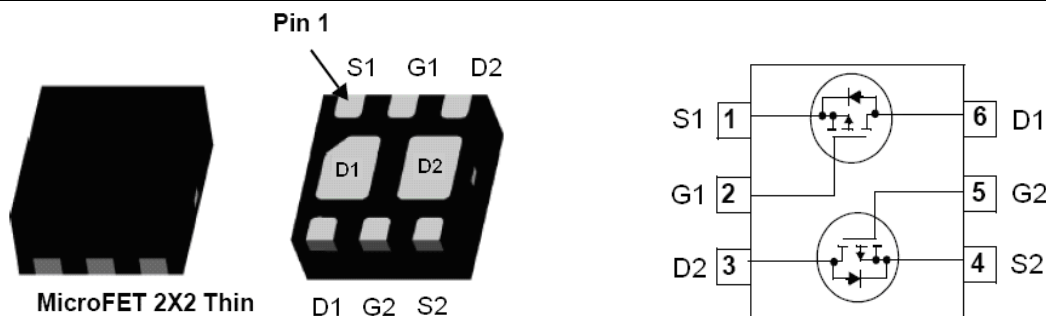 Pin 1
S1 G1 D2
D1 D2
D1 G2 S2
MicroFET 2X2 Thin
S1 1 6 D1
G1 2 5 G2
D2 3 4 S2